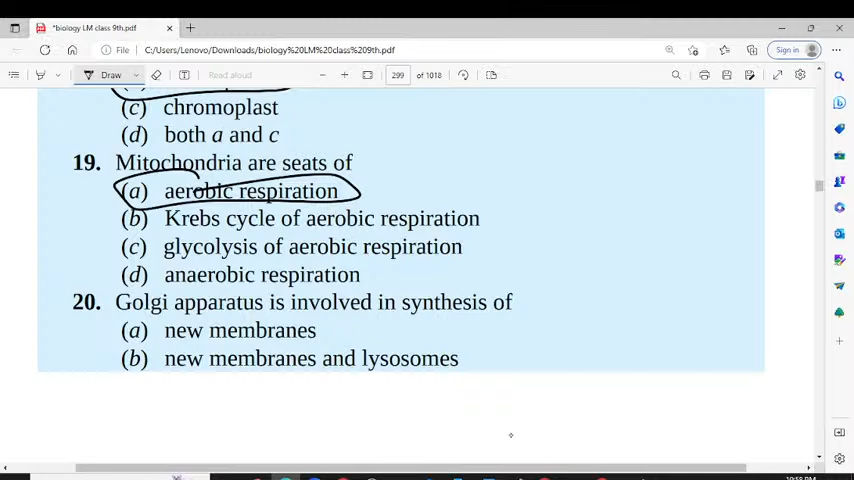 *biology LM class 9th.pdf
File
C:/Users/Lenovo/Downloads/biology%20LM%20class%209th.pdf
Sign in
Draw
Read aloud
299
of 1018
(c) chromoplast
(d) both a and c
19. Mitochondria are seats of
(a) aerobic respiration
(b) Krebs cycle of aerobic respiration
(c) glycolysis of aerobic respiration
(d) anaerobic respiration
20. Golgi apparatus is involved in synthesis of
(a) new membranes
(b) new membranes and lysosomes
10:58 PM